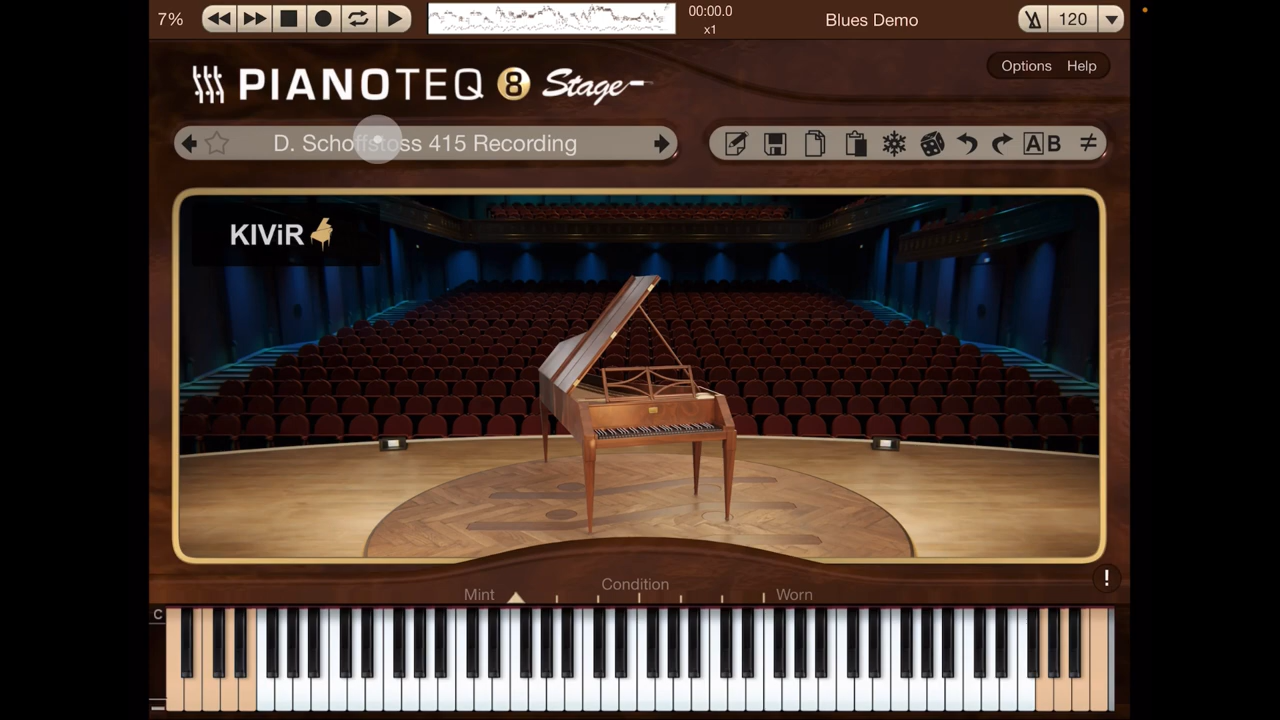 7%
00:00.0
x1
Blues Demo
120
Options Help
PIANOTEQ 8 Stage
D. Schoffstoss 415 Recording
AB
KIViR
Condition
Mint
Worn
!
C